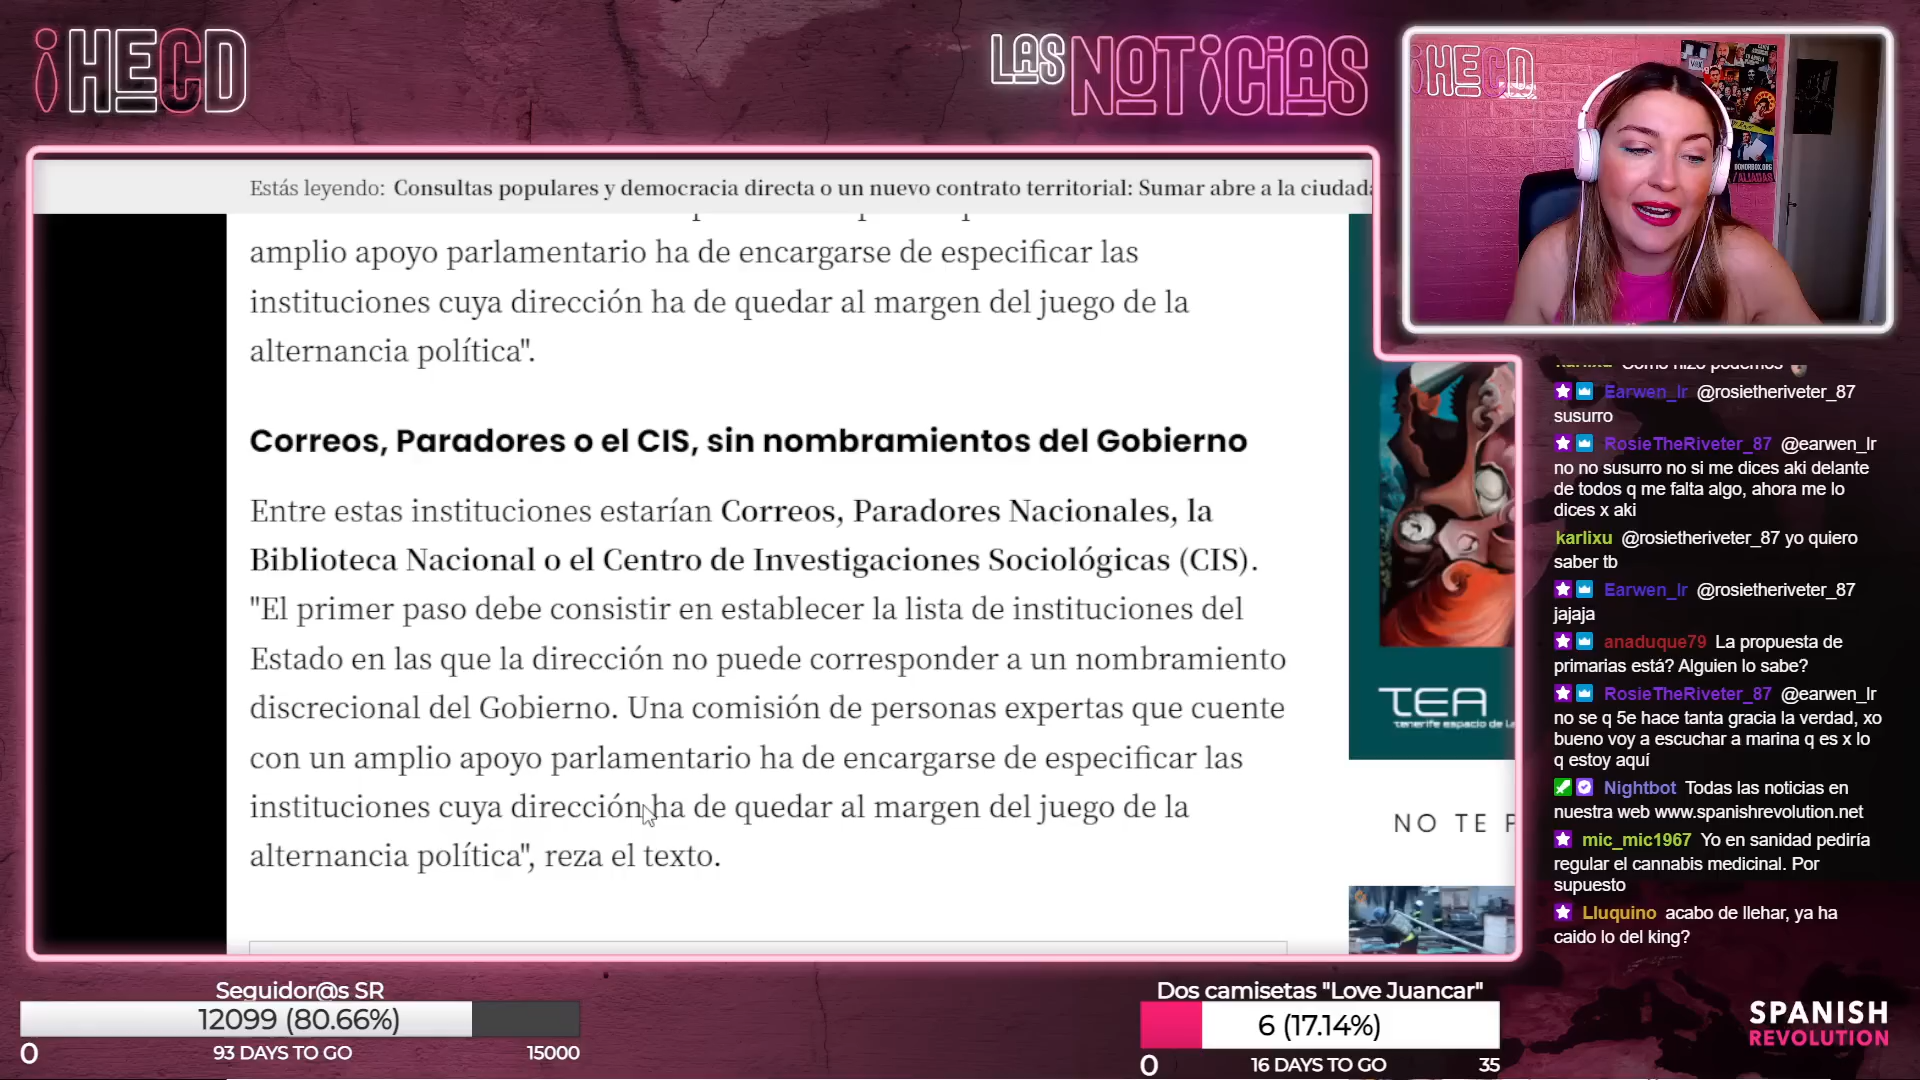 ¡HECD
LAS NOTICIAS
¡HECD
Estás leyendo: Consultas populares y democracia directa o un nuevo contrato territorial: Sumar abre a la ciudada
amplio apoyo parlamentario ha de encargarse de especificar las
instituciones cuya dirección ha de quedar al margen del juego de la
alternancia política".
Correos, Paradores o el CIS, sin nombramientos del Gobierno
Entre estas instituciones estarían Correos, Paradores Nacionales, la
Biblioteca Nacional o el Centro de Investigaciones Sociológicas (CIS).
"El primer paso debe consistir en establecer la lista de instituciones del
Estado en las que la dirección no puede corresponder a un nombramiento
discrecional del Gobierno. Una comisión de personas expertas que cuente
con un amplio apoyo parlamentario ha de encargarse de especificar las
instituciones cuya dirección ha de quedar al margen del juego de la
alternancia política", reza el texto.
TEA
tenerife espacio de la
NO TE P
karlixu Como hizo podemos
Earwen_lr @rosietheriveter_87
susurro
RosieTheRiveter_87 @earwen_lr
no no susurro no si me dices aki delante
de todos q me falta algo, ahora me lo
dices x aki
karlixu @rosietheriveter_87 yo quiero
saber tb
Earwen_lr @rosietheriveter_87
jajaja
anaduque79 La propuesta de
primarias está? Alguien lo sabe?
RosieTheRiveter_87 @earwen_lr
no se q 5e hace tanta gracia la verdad, xo
bueno voy a escuchar a marina q es x lo
q estoy aquí
Nightbot Todas las noticias en
nuestra web www.spanishrevolution.net
mic_mic1967 Yo en sanidad pediría
regular el cannabis medicinal. Por
supuesto
Lluquino acabo de llehar, ya ha
caido lo del king?
Seguidor@s SR
12099 (80.66%)
0 93 DAYS TO GO 15000
Dos camisetas "Love Juancar"
6 (17.14%)
0 16 DAYS TO GO 35
SPANISH
REVOLUTION